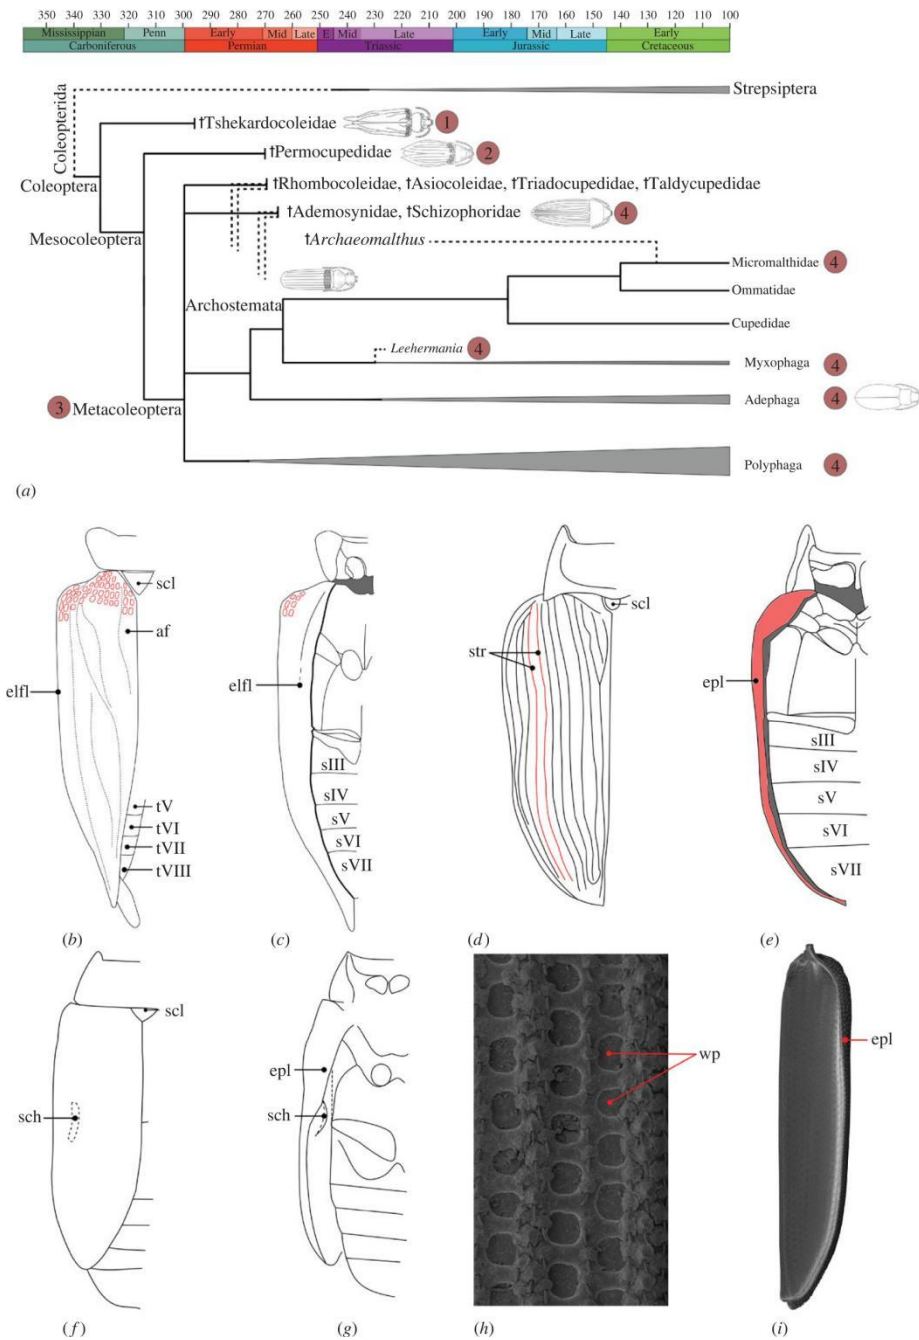 350 340 330 320 310 300 290 280 270 260 250 240 230 220 210 200 190 180 170 160 150 140 130 120 110 100
Mississippian Penn Early Mid Late E Mid Late Early Mid Late Early
Carboniferous Permian Triassic Jurassic Cretaceous
Coleopterida
Strepsiptera
†Tshekardocoleidae 1
†Permocupedidae 2
Coleoptera
†Rhombocoleidae, †Asiocoleidae, †Triadocupedidae, †Taldycupedidae
†Ademosynidae, †Schizophoridae 4
Mesocoleoptera
†Archaeomalthus
Micromalthidae 4
Ommatidae
Archostemata
Cupedidae
Leehermania 4
Myxophaga 4
3 Metacoleoptera
Adephaga 4
Polyphaga 4
(a)
scl
af
elfl
tV
tVI
tVII
tVIII
(b)
elfl
sIII
sIV
sV
sVI
sVII
(c)
scl
str
(d)
epl
sIII
sIV
sV
sVI
sVII
(e)
scl
sch
(f)
epl
sch
(g)
wp
(h)
epl
(i)